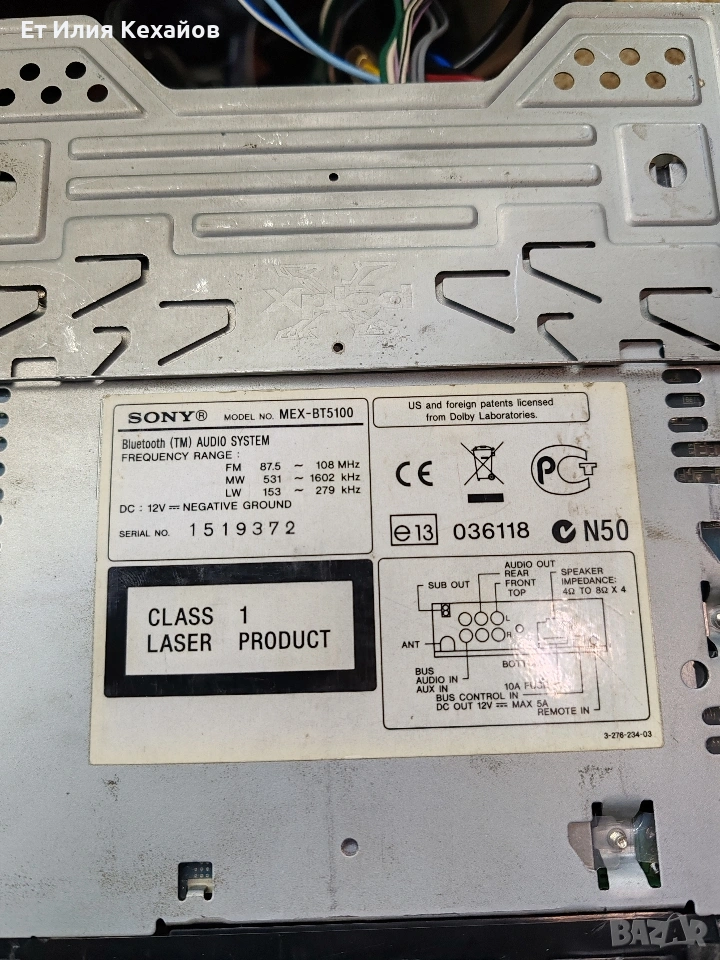 Ет Илия Кехайов
Xplod
SONY® MODEL NO. MEX-BT5100
Bluetooth (TM) AUDIO SYSTEM
FREQUENCY RANGE :
FM 87.5 ~ 108 MHz
MW 531 ~ 1602 kHz
LW 153 ~ 279 kHz
DC : 12V ⎓ NEGATIVE GROUND
SERIAL NO. 1519372
US and foreign patents licensed
from Dolby Laboratories.
CE PCT
e13 036118 N50
CLASS 1
LASER PRODUCT
SUB OUT
AUDIO OUT
REAR
FRONT
TOP
SPEAKER
IMPEDANCE:
4Ω TO 8Ω X 4
L
R
ANT
BUS
AUDIO IN
AUX IN
10A
BUS CONTROL IN
DC OUT 12V ⎓ MAX 5A
REMOTE IN
3-276-234-03
BAZAR